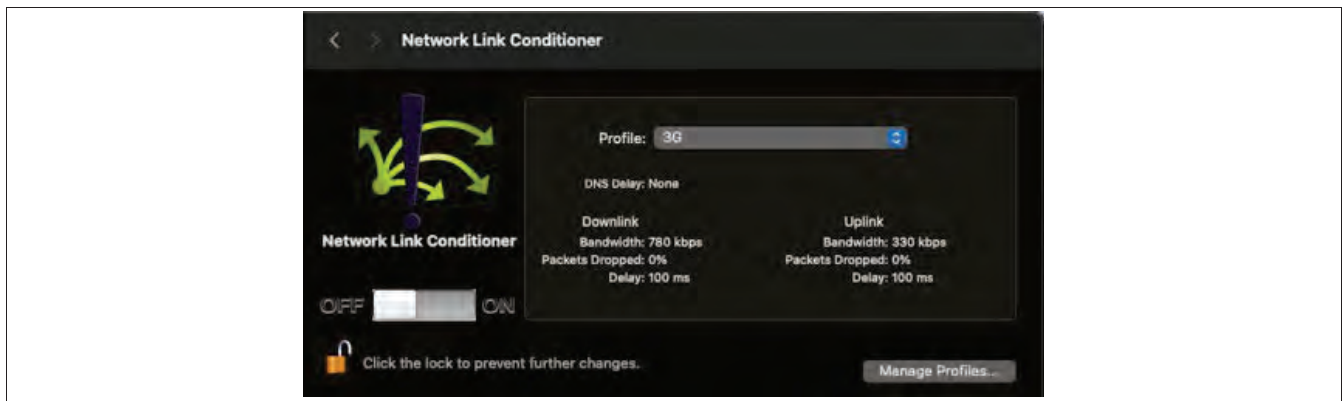 Network Link Conditioner
Profile: 3G
DNS Delay: None
Downlink
Bandwidth: 780 kbps
Packets Dropped: 0%
Delay: 100 ms
Uplink
Bandwidth: 330 kbps
Packets Dropped: 0%
Delay: 100 ms
Network Link Conditioner
OFF ON
Click the lock to prevent further changes.
Manage Profiles...